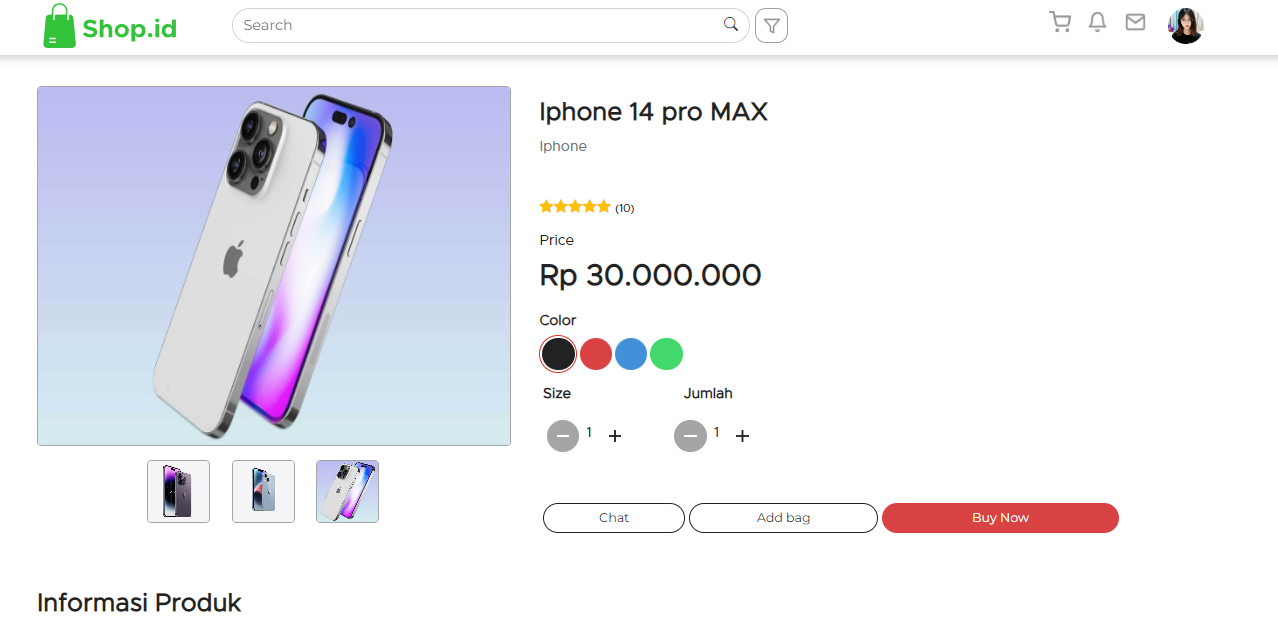 Shop.id
Search
Iphone 14 pro MAX
Iphone
(10)
Price
Rp 30.000.000
Color
Size Jumlah
1 + 1 +
Chat Add bag Buy Now
Informasi Produk